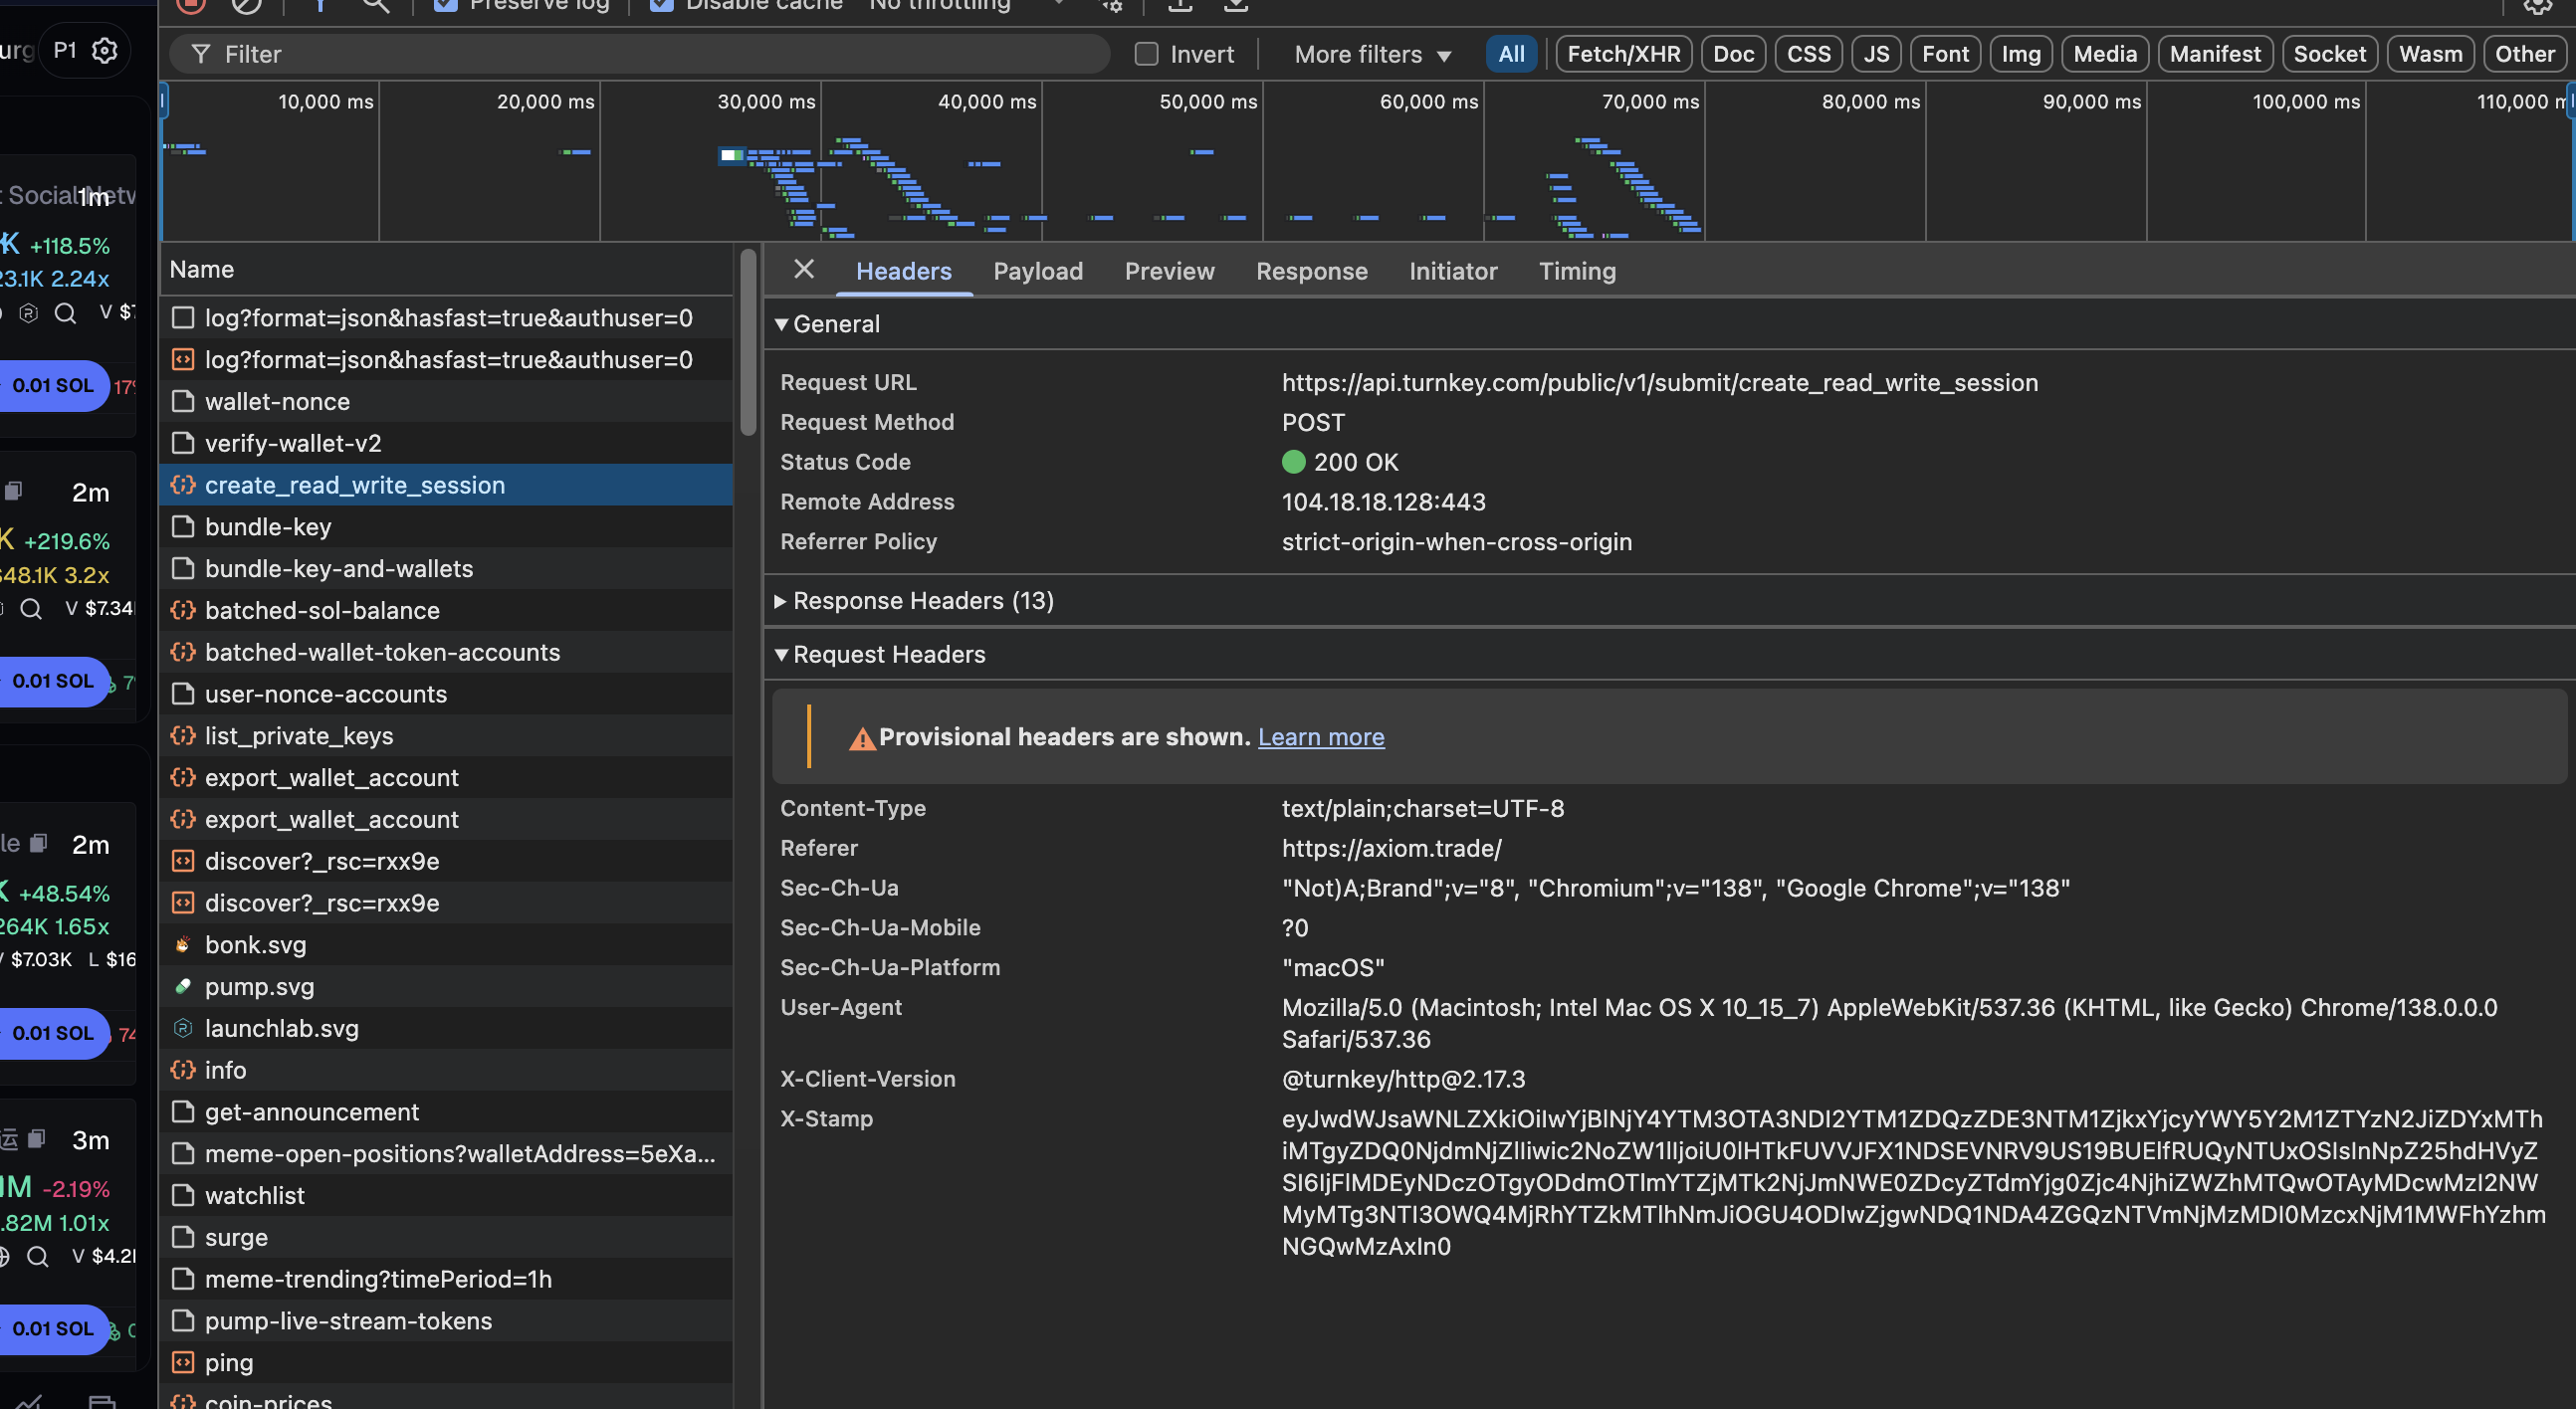 Preserve log
Disable cache
No throttling
P1
Filter
Invert
More filters
All
Fetch/XHR
Doc
CSS
JS
Font
Img
Media
Manifest
Socket
Wasm
Other
10,000 ms
20,000 ms
30,000 ms
40,000 ms
50,000 ms
60,000 ms
70,000 ms
80,000 ms
90,000 ms
100,000 ms
110,000 m
Social Netw
1m
K +118.5%
23.1K 2.24x
V $7
0.01 SOL
17%
2m
K +219.6%
$48.1K 3.2x
V $7.34
0.01 SOL
7%
le
2m
K +48.54%
264K 1.65x
V $7.03K L $16
0.01 SOL
74
运
3m
1M -2.19%
.82M 1.01x
V $4.2
0.01 SOL
Name
log?format=json&hasfast=true&authuser=0
log?format=json&hasfast=true&authuser=0
wallet-nonce
verify-wallet-v2
create_read_write_session
bundle-key
bundle-key-and-wallets
batched-sol-balance
batched-wallet-token-accounts
user-nonce-accounts
list_private_keys
export_wallet_account
export_wallet_account
discover?_rsc=rxx9e
discover?_rsc=rxx9e
bonk.svg
pump.svg
launchlab.svg
info
get-announcement
meme-open-positions?walletAddress=5eXa...
watchlist
surge
meme-trending?timePeriod=1h
pump-live-stream-tokens
ping
coin-prices
Headers
Payload
Preview
Response
Initiator
Timing
General
Request URL https://api.turnkey.com/public/v1/submit/create_read_write_session
Request Method POST
Status Code 200 OK
Remote Address 104.18.18.128:443
Referrer Policy strict-origin-when-cross-origin
Response Headers (13)
Request Headers
Provisional headers are shown. Learn more
Content-Type text/plain;charset=UTF-8
Referer https://axiom.trade/
Sec-Ch-Ua "Not)A;Brand";v="8", "Chromium";v="138", "Google Chrome";v="138"
Sec-Ch-Ua-Mobile ?0
Sec-Ch-Ua-Platform "macOS"
User-Agent Mozilla/5.0 (Macintosh; Intel Mac OS X 10_15_7) AppleWebKit/537.36 (KHTML, like Gecko) Chrome/138.0.0.0
Safari/537.36
X-Client-Version @turnkey/http@2.17.3
X-Stamp